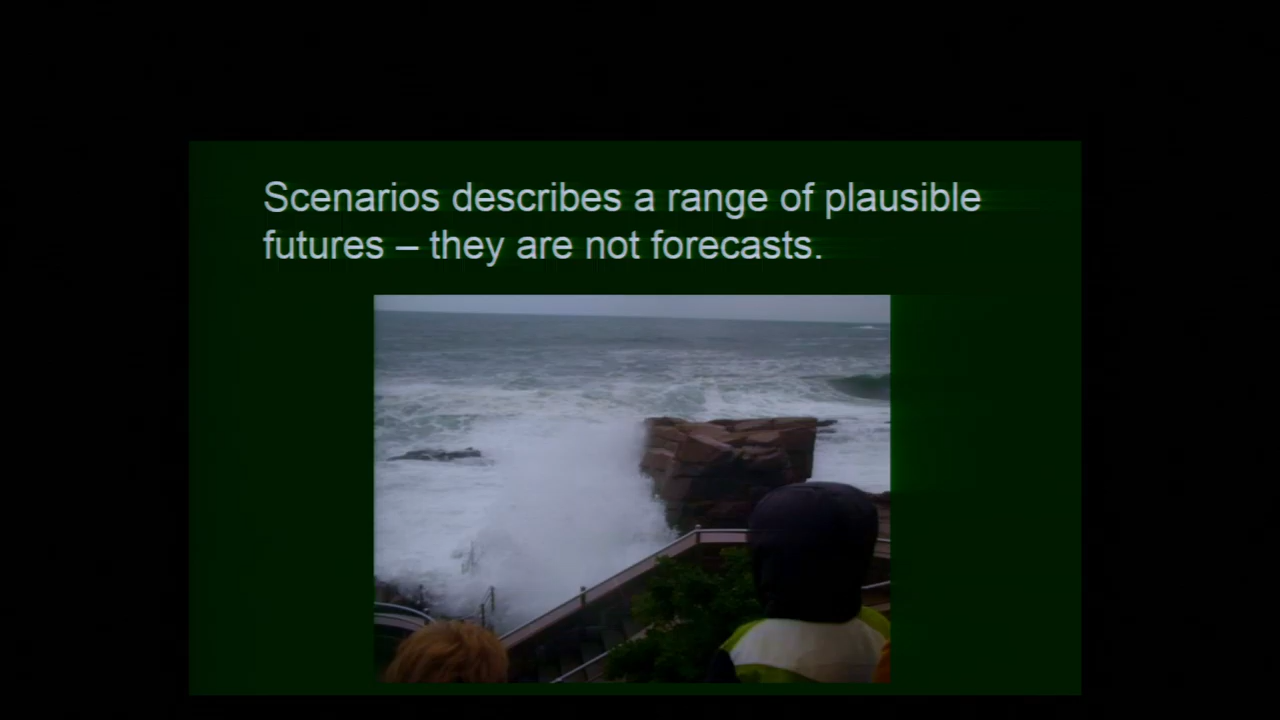 Scenarios describes a range of plausible
futures – they are not forecasts.